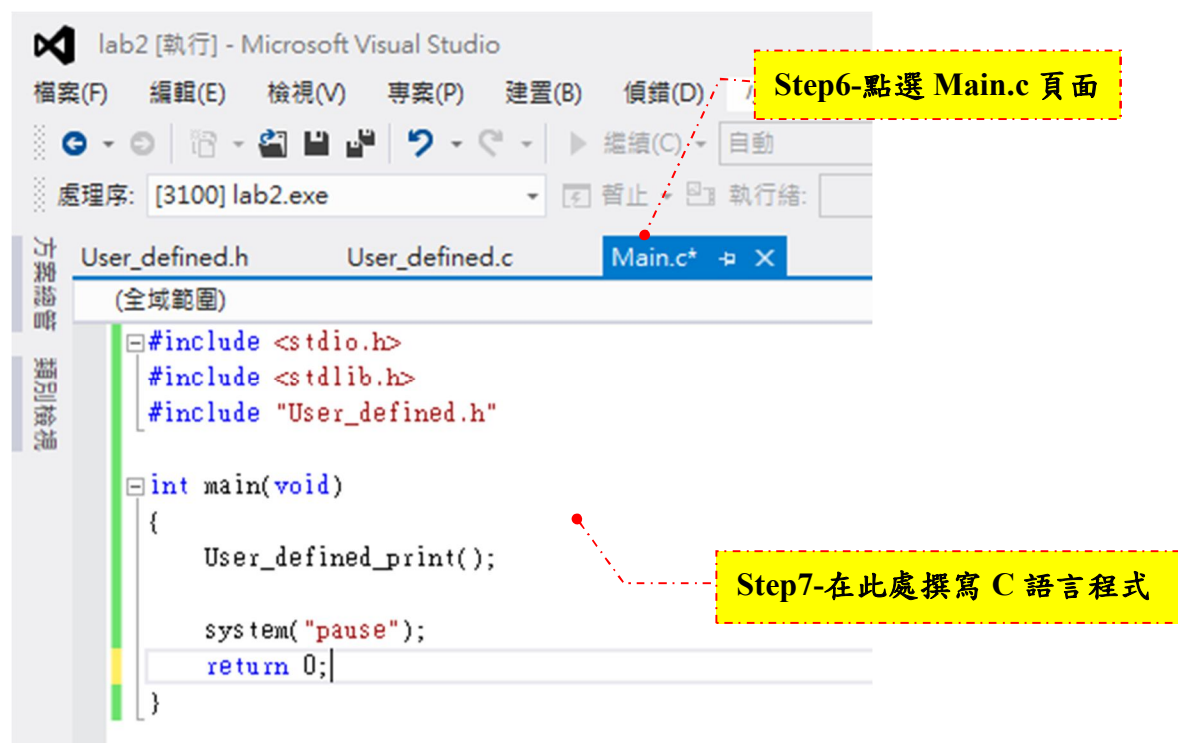 lab2 [執行] - Microsoft Visual Studio
Step6-點選 Main.c 頁面
檔案(F) 編輯(E) 檢視(V) 專案(P) 建置(B) 偵錯(D)
繼續(C) 自動
處理序: [3100] lab2.exe 暫止 執行緒:
方案總管
類別檢視
User_defined.h User_defined.c Main.c*
(全域範圍)
#include <stdio.h>
#include <stdlib.h>
#include "User_defined.h"
int main(void)
{
User_defined_print();
Step7-在此處撰寫 C 語言程式
system("pause");
return 0;
}